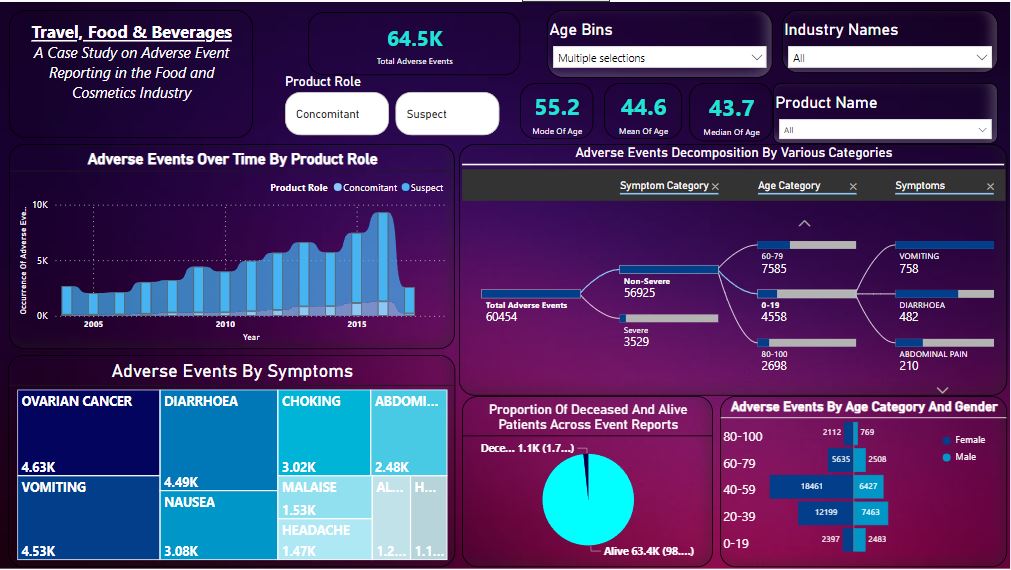 Travel, Food & Beverages
A Case Study on Adverse Event
Reporting in the Food and
Cosmetics Industry
64.5K
Total Adverse Events
Age Bins
Multiple selections
Industry Names
All
Product Role
Concomitant
Suspect
55.2
Mode Of Age
44.6
Mean Of Age
43.7
Median Of Age
Product Name
All
Adverse Events Over Time By Product Role
Product Role Concomitant Suspect
Occurrence Of Adverse Eve..
10K
5K
0K
2005
2010
2015
Year
Adverse Events Decomposition By Various Categories
Symptom Category
Age Category
Symptoms
Total Adverse Events
60454
Non-Severe
56925
Severe
3529
60-79
7585
0-19
4558
80-100
2698
VOMITING
758
DIARRHOEA
482
ABDOMINAL PAIN
210
Adverse Events By Symptoms
OVARIAN CANCER
4.63K
VOMITING
4.53K
DIARRHOEA
4.49K
NAUSEA
3.08K
CHOKING
3.02K
MALAISE
1.53K
HEADACHE
1.47K
ABDOMI...
2.48K
AL...
1.2...
H...
1.1...
Proportion Of Deceased And Alive
Patients Across Event Reports
Dece... 1.1K (1.7...)
Alive 63.4K (98....)
Adverse Events By Age Category And Gender
80-100
2112
769
60-79
5635
2508
40-59
18461
6427
20-39
12199
7463
0-19
2397
2483
Female
Male